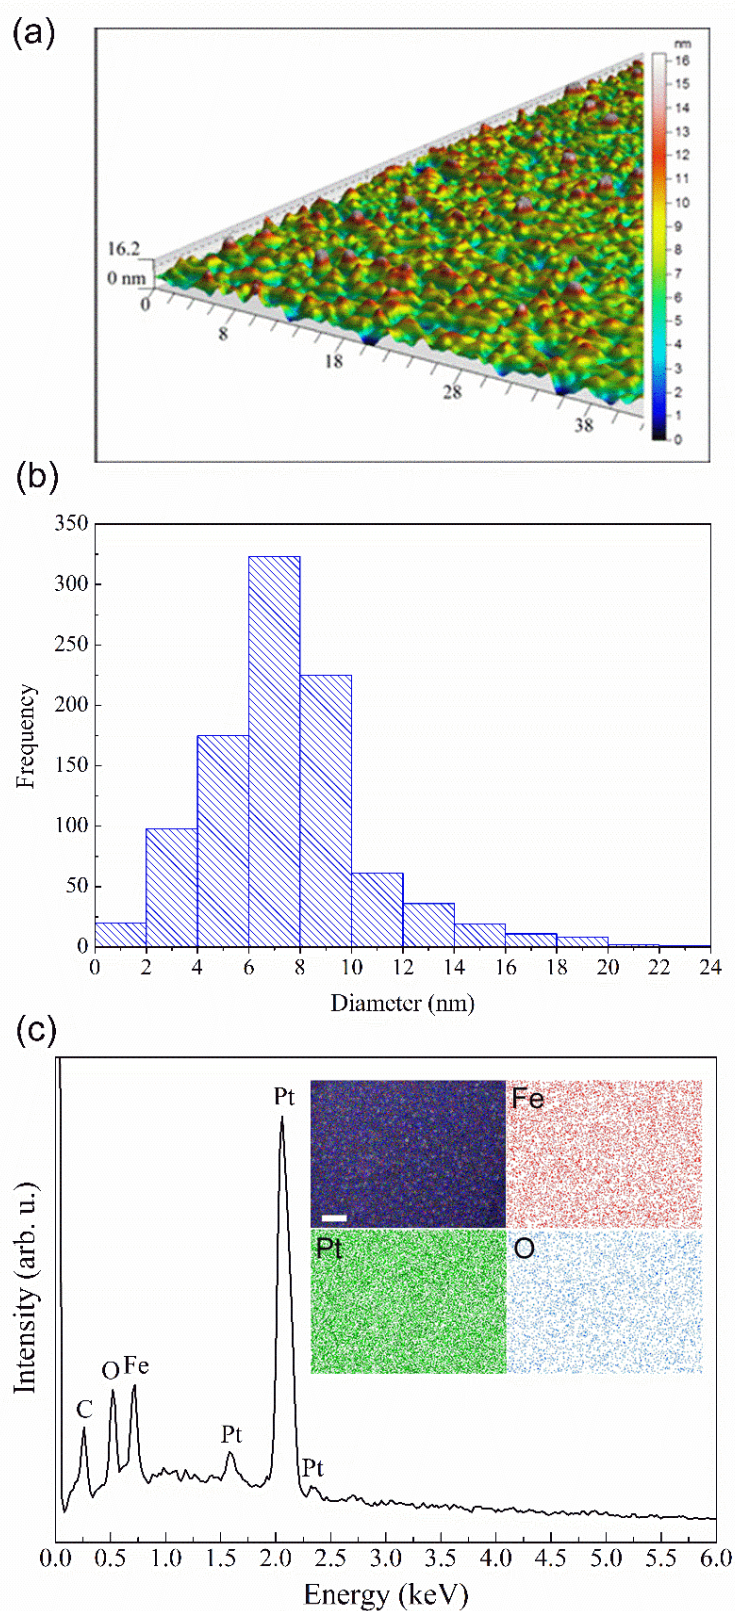 (a)
nm
16
15
14
13
12
11
10
9
8
7
6
5
4
3
2
1
0
16.2
0 nm
0
8
18
28
38
(b)
350
300
250
200
150
100
50
0
Frequency
0 2 4 6 8 10 12 14 16 18 20 22 24
Diameter (nm)
(c)
Pt
Fe
Pt
O
O Fe
C
Pt
Pt
Intensity (arb. u.)
0.0 0.5 1.0 1.5 2.0 2.5 3.0 3.5 4.0 4.5 5.0 5.5 6.0
Energy (keV)